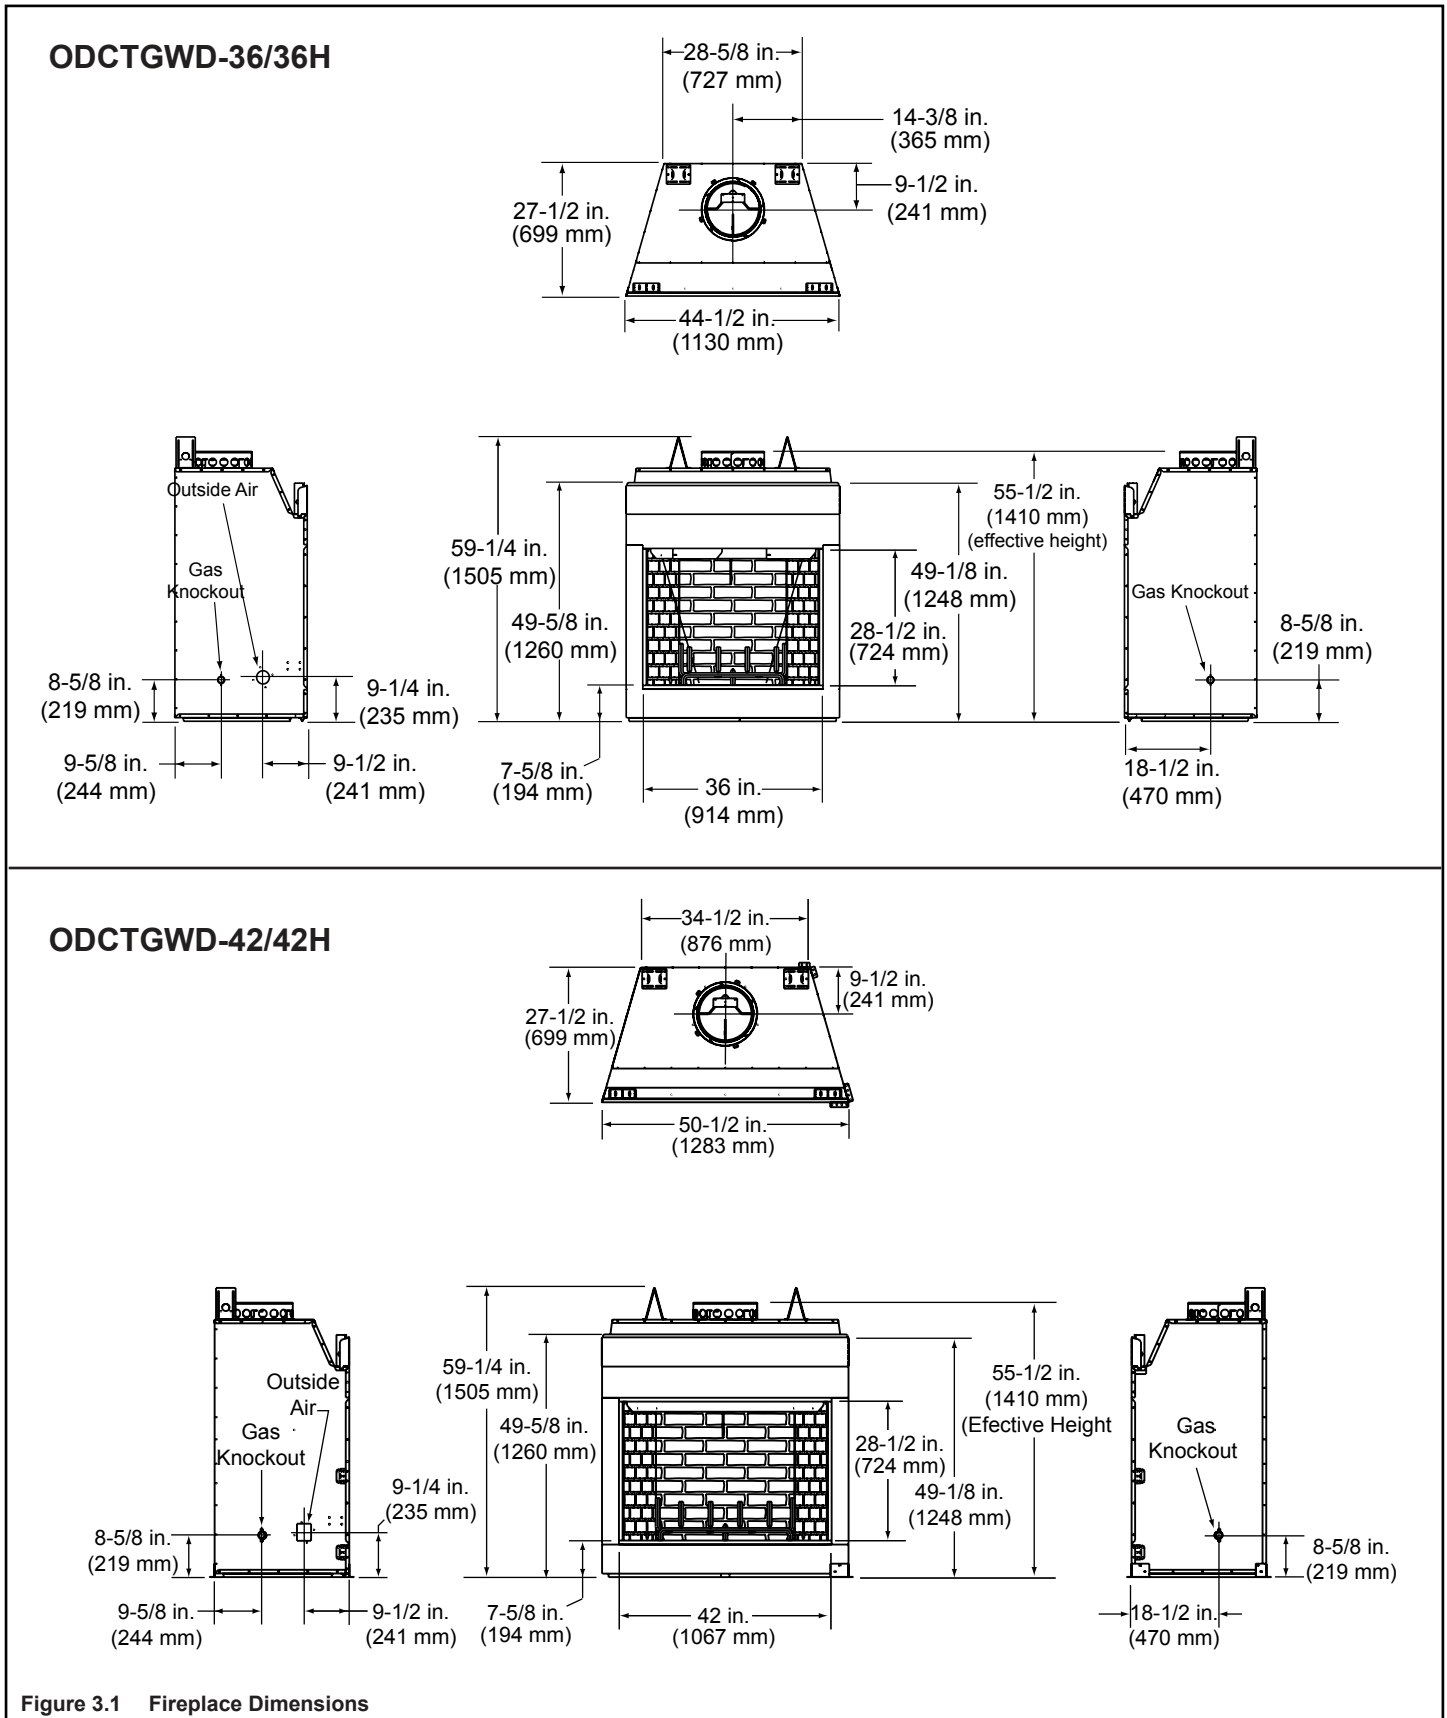 ODCTGWD-36/36H
28-5/8 in.
(727 mm)
14-3/8 in.
(365 mm)
9-1/2 in.
(241 mm)
27-1/2 in.
(699 mm)
44-1/2 in.
(1130 mm)
Outside Air
Gas
Knockout
8-5/8 in.
(219 mm)
9-1/4 in.
(235 mm)
9-5/8 in.
(244 mm)
9-1/2 in.
(241 mm)
59-1/4 in.
(1505 mm)
49-5/8 in.
(1260 mm)
7-5/8 in.
(194 mm)
36 in.
(914 mm)
28-1/2 in.
(724 mm)
49-1/8 in.
(1248 mm)
55-1/2 in.
(1410 mm)
(effective height)
Gas Knockout
8-5/8 in.
(219 mm)
18-1/2 in.
(470 mm)
ODCTGWD-42/42H
34-1/2 in.
(876 mm)
9-1/2 in.
(241 mm)
27-1/2 in.
(699 mm)
50-1/2 in.
(1283 mm)
Outside
Air
Gas
Knockout
8-5/8 in.
(219 mm)
9-1/4 in.
(235 mm)
9-5/8 in.
(244 mm)
9-1/2 in.
(241 mm)
59-1/4 in.
(1505 mm)
49-5/8 in.
(1260 mm)
7-5/8 in.
(194 mm)
42 in.
(1067 mm)
28-1/2 in.
(724 mm)
49-1/8 in.
(1248 mm)
55-1/2 in.
(1410 mm)
(Efective Height
Gas
Knockout
8-5/8 in.
(219 mm)
18-1/2 in.
(470 mm)
Figure 3.1 Fireplace Dimensions